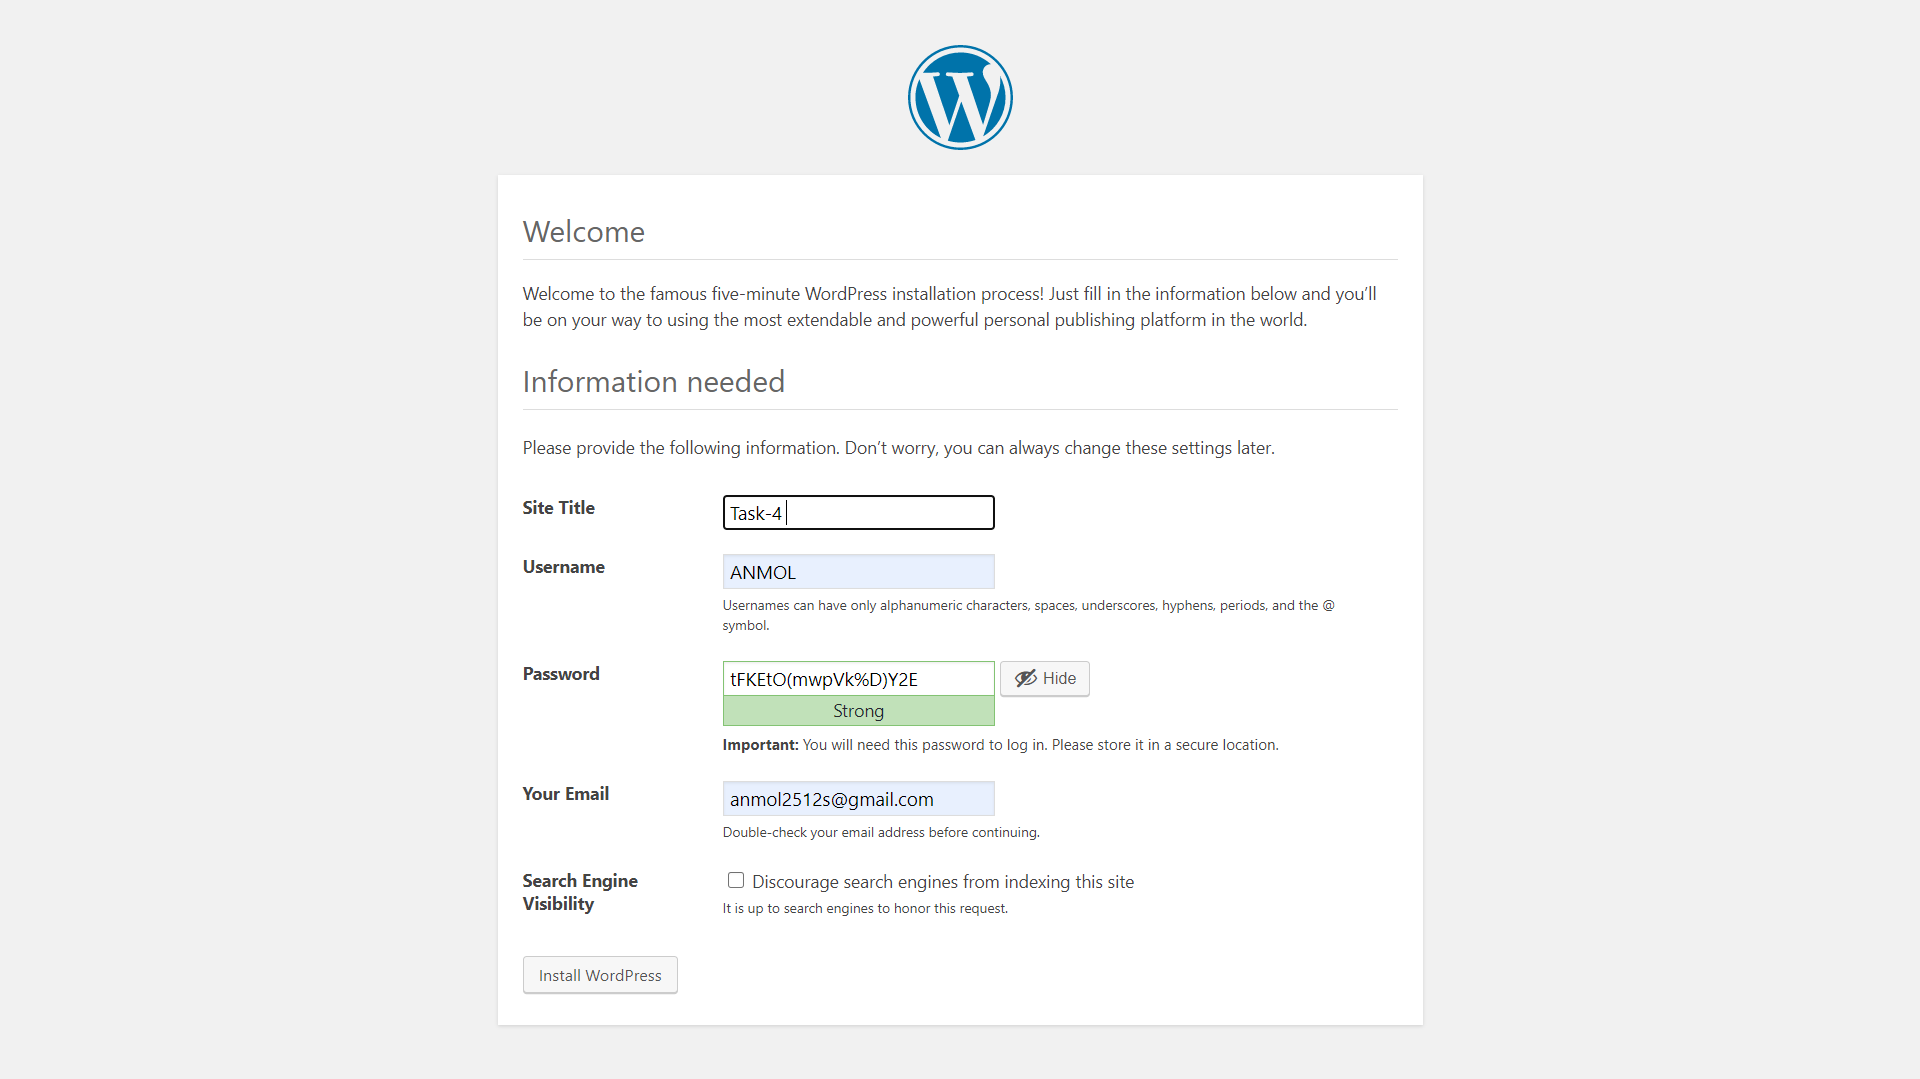 Welcome
Welcome to the famous five-minute WordPress installation process! Just fill in the information below and you’ll
be on your way to using the most extendable and powerful personal publishing platform in the world.
Information needed
Please provide the following information. Don’t worry, you can always change these settings later.
Site Title
Task-4
Username
ANMOL
Usernames can have only alphanumeric characters, spaces, underscores, hyphens, periods, and the @
symbol.
Password
tFKEtO(mwpVk%D)Y2E
Hide
Strong
Important: You will need this password to log in. Please store it in a secure location.
Your Email
anmol2512s@gmail.com
Double-check your email address before continuing.
Search Engine
Visibility
Discourage search engines from indexing this site
It is up to search engines to honor this request.
Install WordPress